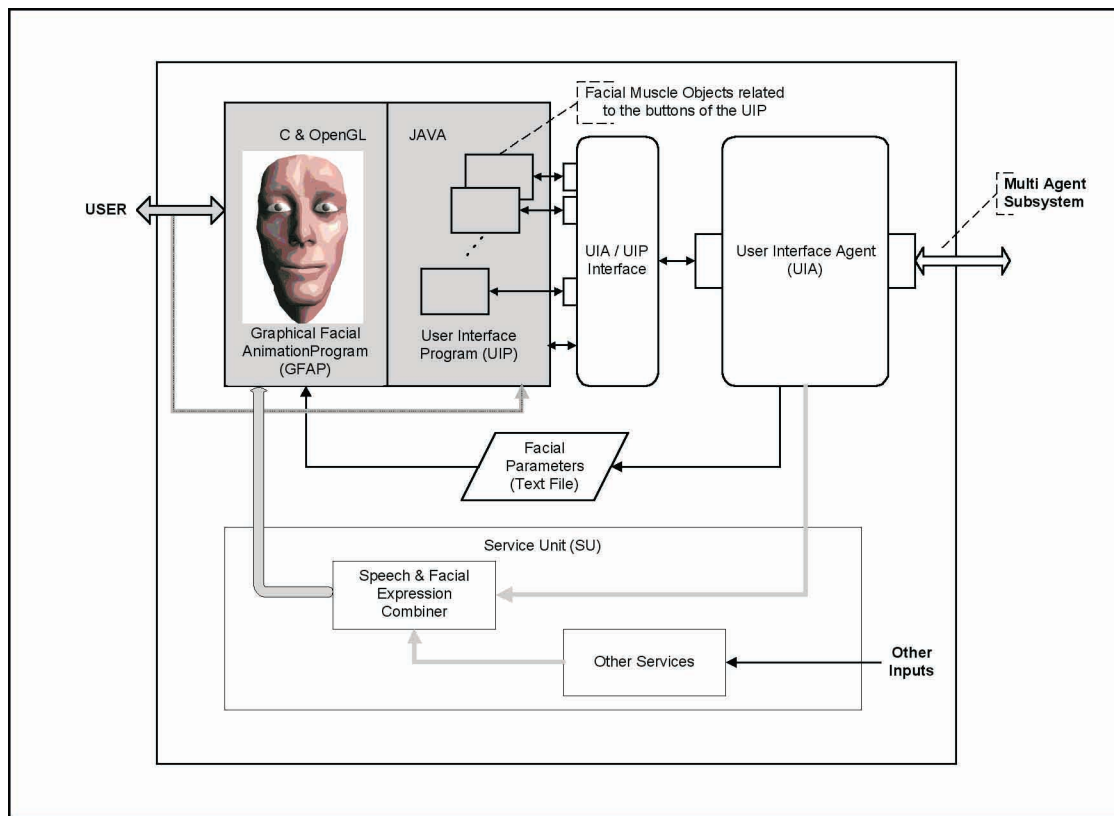 Facial Muscle Objects related
to the buttons of the UIP
C & OpenGL
JAVA
USER
Multi Agent
Subsystem
UIA / UIP
Interface
User Interface Agent
(UIA)
Graphical Facial
AnimationProgram
(GFAP)
User Interface
Program (UIP)
Facial
Parameters
(Text File)
Service Unit (SU)
Speech & Facial
Expression
Combiner
Other Services
Other
Inputs